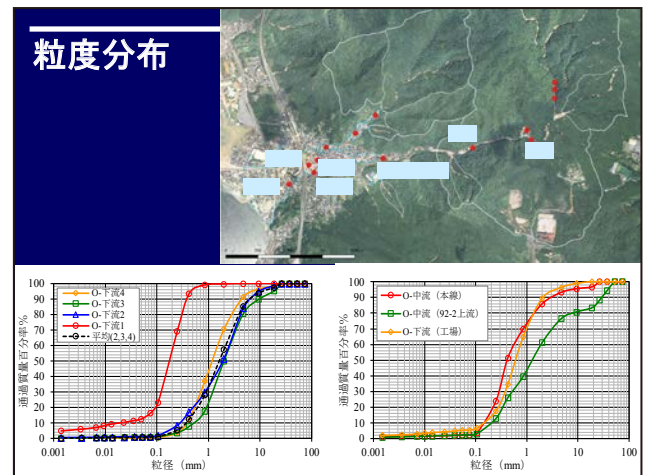 粒度分布
通過質量百分率%
100
90
80
70
60
50
40
30
20
10
0
O-下流4
O-下流3
O-下流2
O-下流1
平均(2,3,4)
0.001 0.01 0.1 1 10 100
粒径（mm）
通過質量百分率%
100
90
80
70
60
50
40
30
20
10
0
O-中流（本線）
O-中流（92-2上流）
O-下流（工場）
0.001 0.01 0.1 1 10 100
粒径（mm）